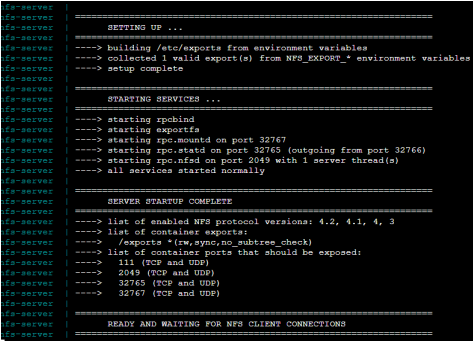 nfs-server |
nfs-server | ==================================================================
nfs-server | SETTING UP ...
nfs-server | ==================================================================
nfs-server | ----> building /etc/exports from environment variables
nfs-server | ----> collected 1 valid export(s) from NFS_EXPORT_* environment variables
nfs-server | ----> setup complete
nfs-server |
nfs-server | ==================================================================
nfs-server | STARTING SERVICES ...
nfs-server | ==================================================================
nfs-server | ----> starting rpcbind
nfs-server | ----> starting exportfs
nfs-server | ----> starting rpc.mountd on port 32767
nfs-server | ----> starting rpc.statd on port 32765 (outgoing from port 32766)
nfs-server | ----> starting rpc.nfsd on port 2049 with 1 server thread(s)
nfs-server | ----> all services started normally
nfs-server |
nfs-server | ==================================================================
nfs-server | SERVER STARTUP COMPLETE
nfs-server | ==================================================================
nfs-server | ----> list of enabled NFS protocol versions: 4.2, 4.1, 4, 3
nfs-server | ----> list of container exports:
nfs-server | ----> /exports *(rw,sync,no_subtree_check)
nfs-server | ----> list of container ports that should be exposed:
nfs-server | ----> 111 (TCP and UDP)
nfs-server | ----> 2049 (TCP and UDP)
nfs-server | ----> 32765 (TCP and UDP)
nfs-server | ----> 32767 (TCP and UDP)
nfs-server |
nfs-server | ==================================================================
nfs-server | READY AND WAITING FOR NFS CLIENT CONNECTIONS
nfs-server | ==================================================================